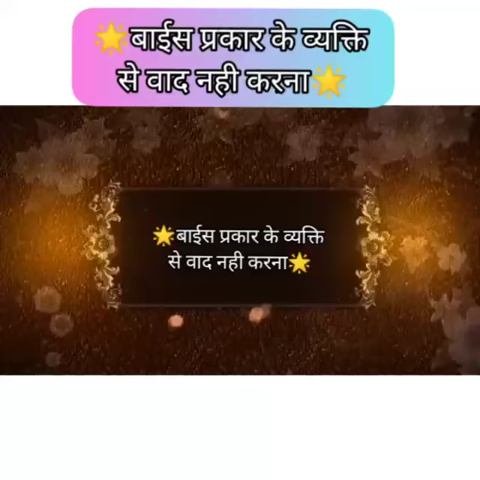 🌟बाईस प्रकार के व्यक्ति
से वाद नही करना🌟
🌟बाईस प्रकार के व्यक्ति
से वाद नही करना🌟